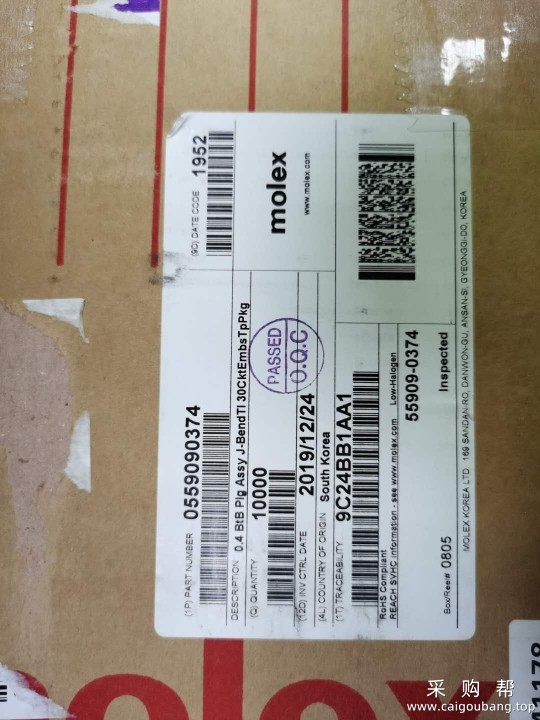 (1P) PART NUMBER 0559090374
(9D) DATE CODE 1952
DESCRIPTION 0.4 BtB Plg Assy J-BendTl 30CktEmbsTpPkg
(Q) QUANTITY 10000
molex
www.molex.com
PASSED
O.Q.C
(12D) INV CTRL DATE 2019/12/24
(4L) COUNTRY OF ORIGIN South Korea
(1T) TRACEABILITY 9C24BB1AA1
RoHS Compliant Low-Halogen
REACH SVHC information - see www.molex.com
55909-0374
Box/Reel# 0805 Inspected
MOLEX KOREA LTD 169 SANDAN-RO, DANWON-GU, ANSAN-SI, GYEONGGI-DO, KOREA
molex
1178
采购帮
www.caigoubang.top